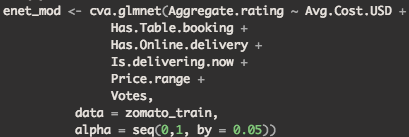 enet_mod <- cva.glmnet(Aggregate.rating ~ Avg.Cost.USD +
Has.Table.booking +
Has.Online.delivery +
Is.delivering.now +
Price.range +
Votes,
data = zomato_train,
alpha = seq(0,1, by = 0.05))